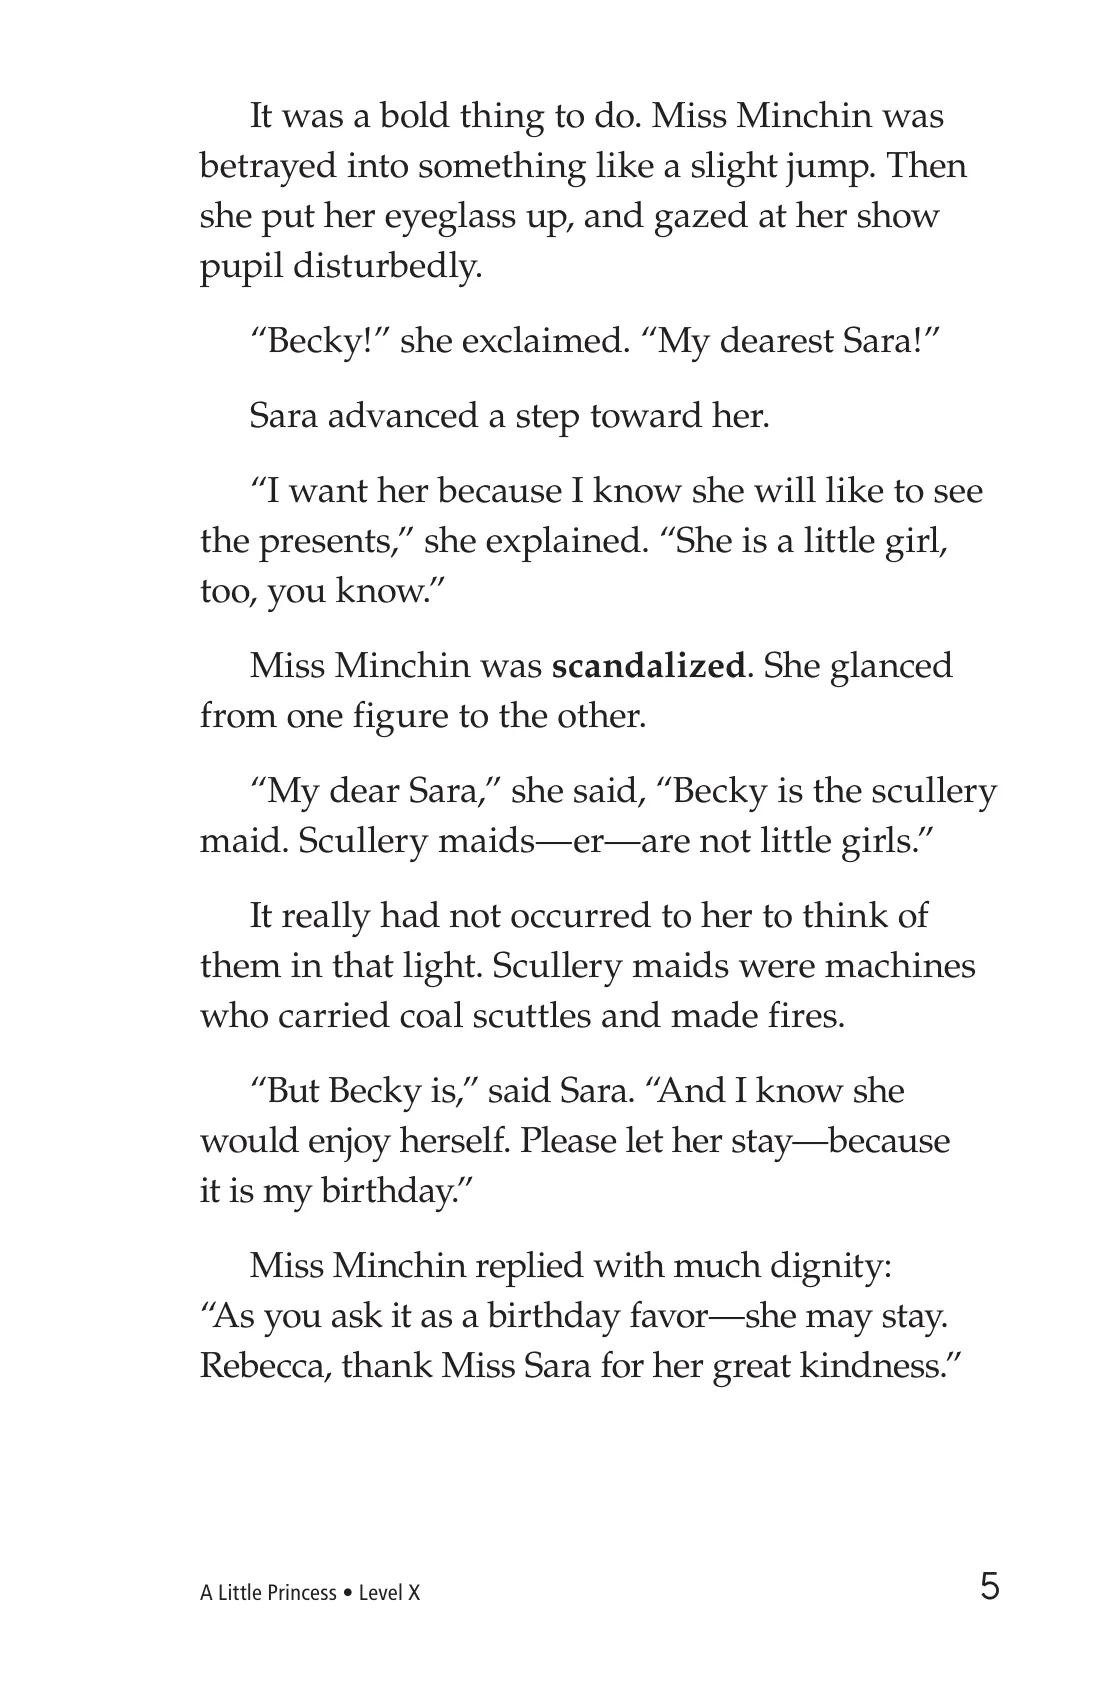 It was a bold thing to do. Miss Minchin was
betrayed into something like a slight jump. Then
she put her eyeglass up, and gazed at her show
pupil disturbedly.
“Becky!” she exclaimed. “My dearest Sara!”
Sara advanced a step toward her.
“I want her because I know she will like to see
the presents,” she explained. “She is a little girl,
too, you know.”
Miss Minchin was scandalized. She glanced
from one figure to the other.
“My dear Sara,” she said, “Becky is the scullery
maid. Scullery maids—er—are not little girls.”
It really had not occurred to her to think of
them in that light. Scullery maids were machines
who carried coal scuttles and made fires.
“But Becky is,” said Sara. “And I know she
would enjoy herself. Please let her stay—because
it is my birthday.”
Miss Minchin replied with much dignity:
“As you ask it as a birthday favor—she may stay.
Rebecca, thank Miss Sara for her great kindness.”
A Little Princess • Level X
5